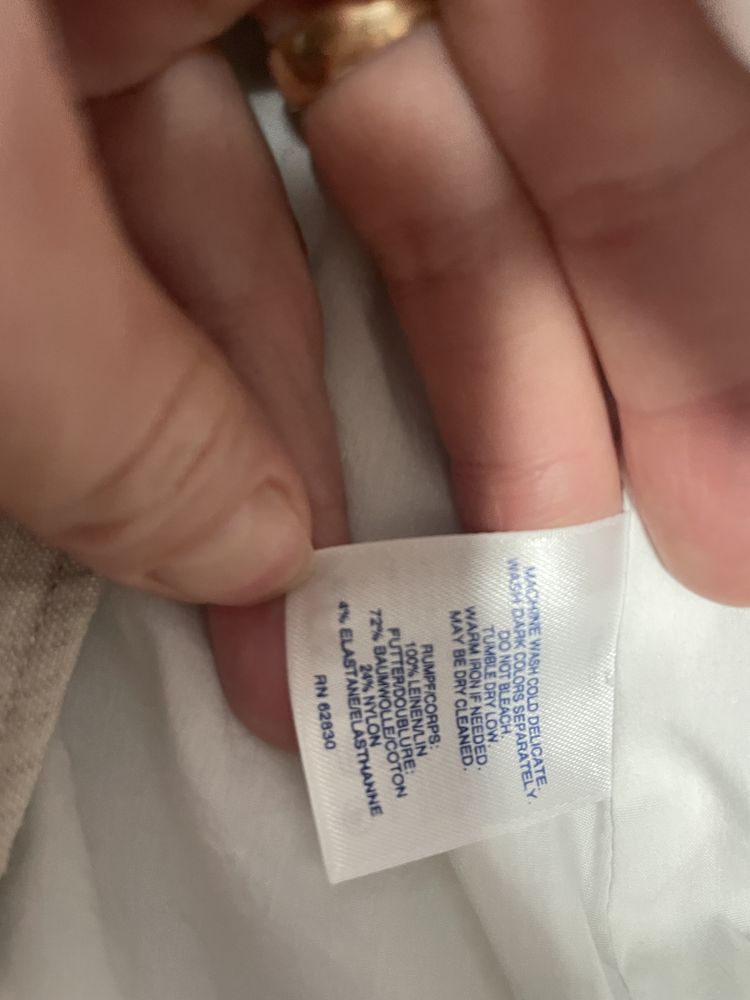 MACHINE WASH COLD DELICATE.
WASH DARK COLORS SEPARATELY.
DO NOT BLEACH.
TUMBLE DRY LOW
WARM IRON IF NEEDED.
MAY BE DRY CLEANED.
RUMPF/CORPS:
100% LEINEN/LIN
FUTTER/DOUBLURE:
72% BAUMWOLLE/COTON
24% NYLON
4% ELASTANE/ELASTHANNE
RN 62830